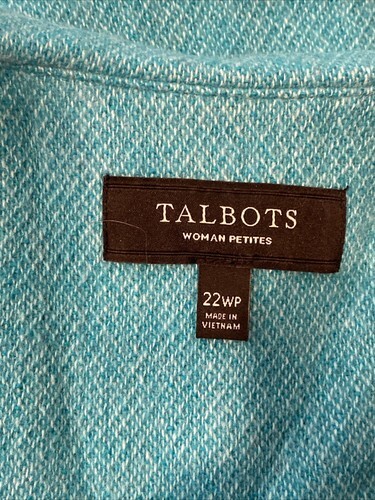 TALBOTS
WOMAN PETITES
22WP
MADE IN
VIETNAM